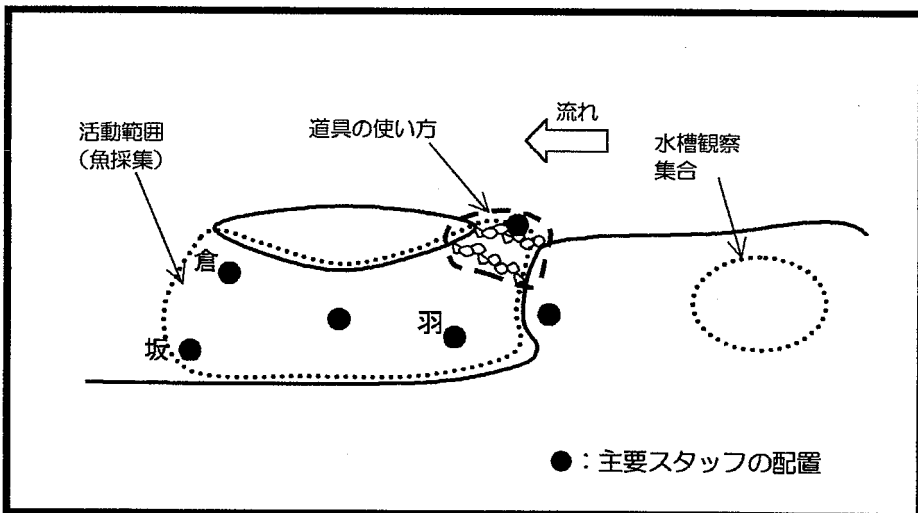 流れ
道具の使い方
活動範囲
（魚採集）
水槽観察
集合
倉
羽
坂
●：主要スタッフの配置